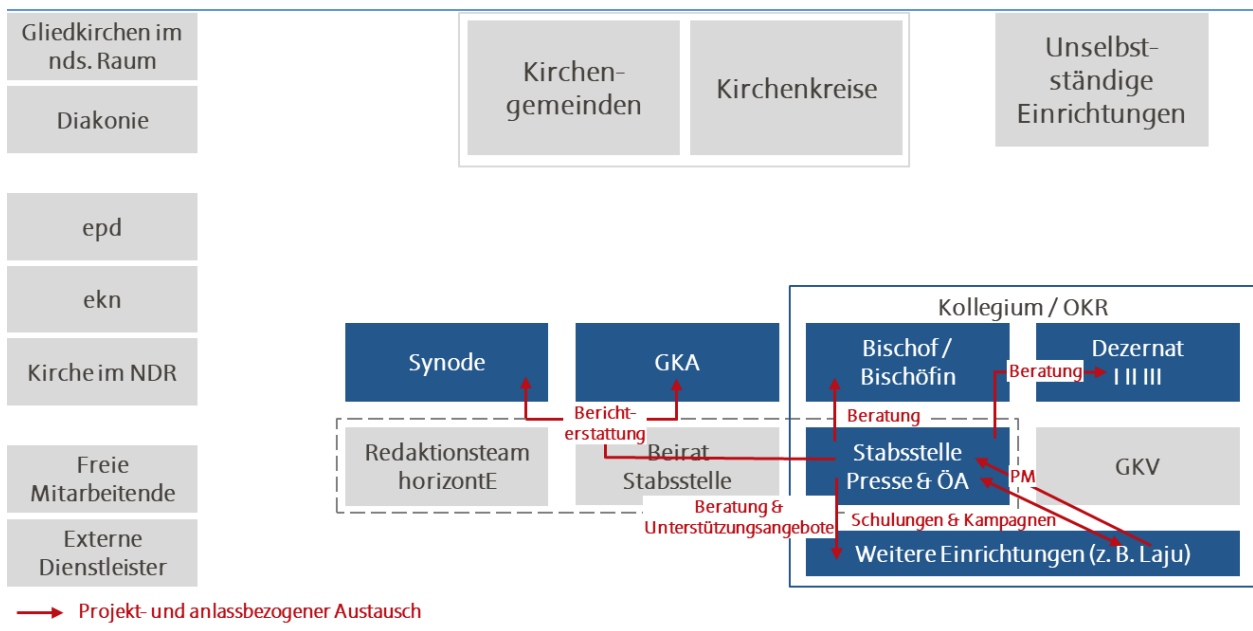 Gliedkirchen im
nds. Raum
Diakonie
epd
ekn
Kirche im NDR
Freie
Mitarbeitende
Externe
Dienstleister
Kirchen-
gemeinden
Kirchenkreise
Unselbst-
ständige
Einrichtungen
Kollegium / OKR
Synode
GKA
Bischof /
Bischöfin
Dezernat
I II III
Beratung
Bericht-
erstattung
Beratung
Redaktionsteam
horizontE
Beirat
Stabsstelle
Stabsstelle
Presse & ÖA
PM
GKV
Beratung &
Unterstützungsangebote
Schulungen & Kampagnen
Weitere Einrichtungen (z. B. Laju)
Projekt- und anlassbezogener Austausch